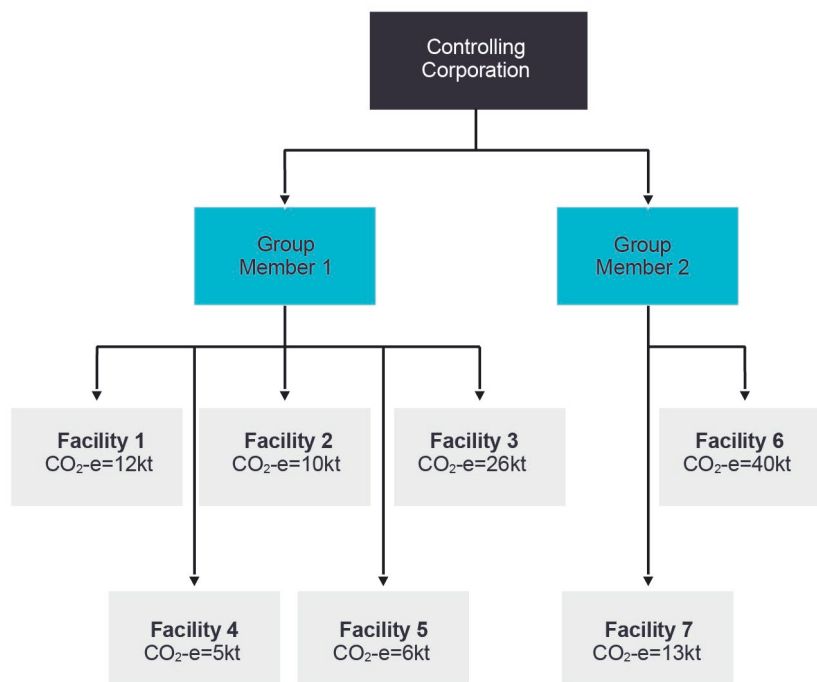 Controlling
Corporation
Group
Member 1
Group
Member 2
Facility 1
CO₂-e=12kt
Facility 2
CO₂-e=10kt
Facility 3
CO₂-e=26kt
Facility 6
CO₂-e=40kt
Facility 4
CO₂-e=5kt
Facility 5
CO₂-e=6kt
Facility 7
CO₂-e=13kt